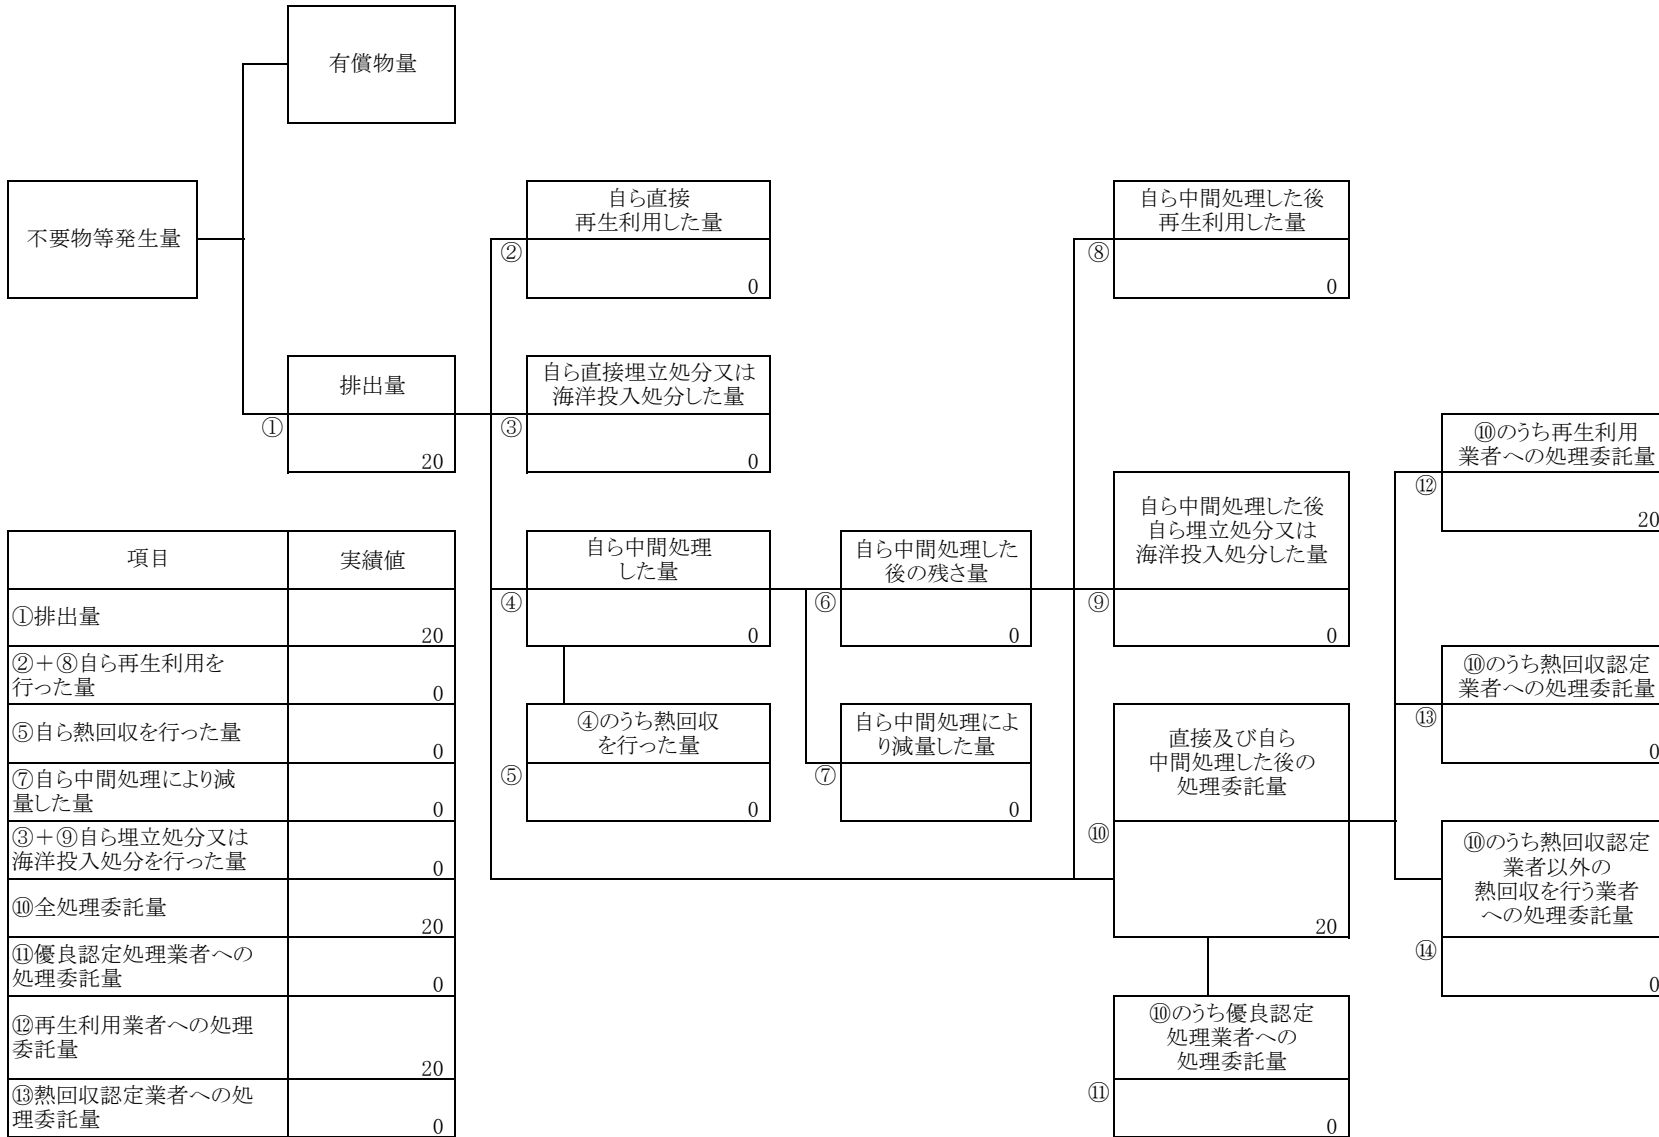 有償物量
不要物等発生量
排出量
①
20
自ら直接
再生利用した量
②
0
自ら直接埋立処分又は
海洋投入処分した量
③
0
自ら中間処理
した量
④
0
④のうち熱回収
を行った量
⑤
0
自ら中間処理した
後の残さ量
⑥
0
自ら中間処理によ
り減量した量
⑦
0
自ら中間処理した後
再生利用した量
⑧
0
自ら中間処理した後
自ら埋立処分又は
海洋投入処分した量
⑨
0
直接及び自ら
中間処理した後の
処理委託量
⑩
20
⑩のうち優良認定
処理業者への
処理委託量
⑪
0
⑩のうち再生利用
業者への処理委託量
⑫
20
⑩のうち熱回収認定
業者への処理委託量
⑬
0
⑩のうち熱回収認定
業者以外の
熱回収を行う業者
への処理委託量
⑭
0
項目 実績値
①排出量
20
②+⑧自ら再生利用を
行った量 0
⑤自ら熱回収を行った量
0
⑦自ら中間処理により減
量した量 0
③+⑨自ら埋立処分又は
海洋投入処分を行った量 0
⑩全処理委託量
20
⑪優良認定処理業者への
処理委託量 0
⑫再生利用業者への処理
委託量
20
⑬熱回収認定業者への処
理委託量 0